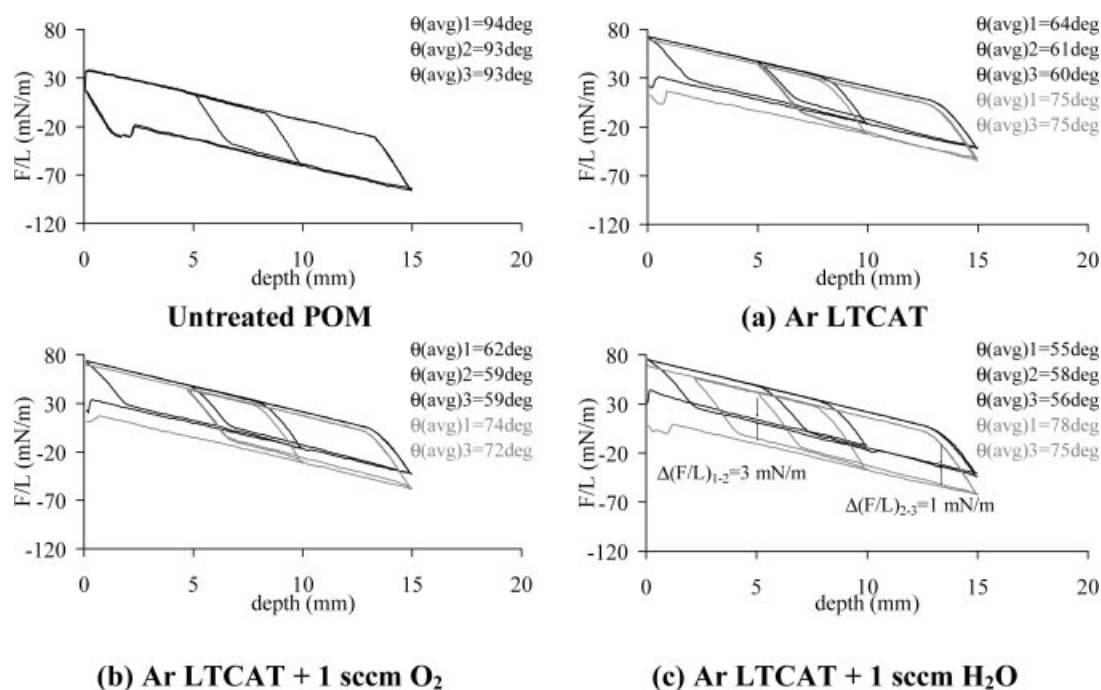 80
30
-20
-70
-120
F/L (mN/m)
θ(avg)1=94deg
θ(avg)2=93deg
θ(avg)3=93deg
0 5 10 15 20
depth (mm)
Untreated POM
80
30
-20
-70
-120
F/L (mN/m)
θ(avg)1=64deg
θ(avg)2=61deg
θ(avg)3=60deg
θ(avg)1=75deg
θ(avg)3=75deg
0 5 10 15 20
depth (mm)
(a) Ar LTCAT
80
30
-20
-70
-120
F/L (mN/m)
θ(avg)1=62deg
θ(avg)2=59deg
θ(avg)3=59deg
θ(avg)1=74deg
θ(avg)3=72deg
0 5 10 15 20
depth (mm)
(b) Ar LTCAT + 1 sccm O₂
80
30
-20
-70
-120
F/L (mN/m)
θ(avg)1=55deg
θ(avg)2=58deg
θ(avg)3=56deg
θ(avg)1=78deg
θ(avg)3=75deg
Δ(F/L)₁₋₂=3 mN/m
Δ(F/L)₂₋₃=1 mN/m
0 5 10 15 20
depth (mm)
(c) Ar LTCAT + 1 sccm H₂O